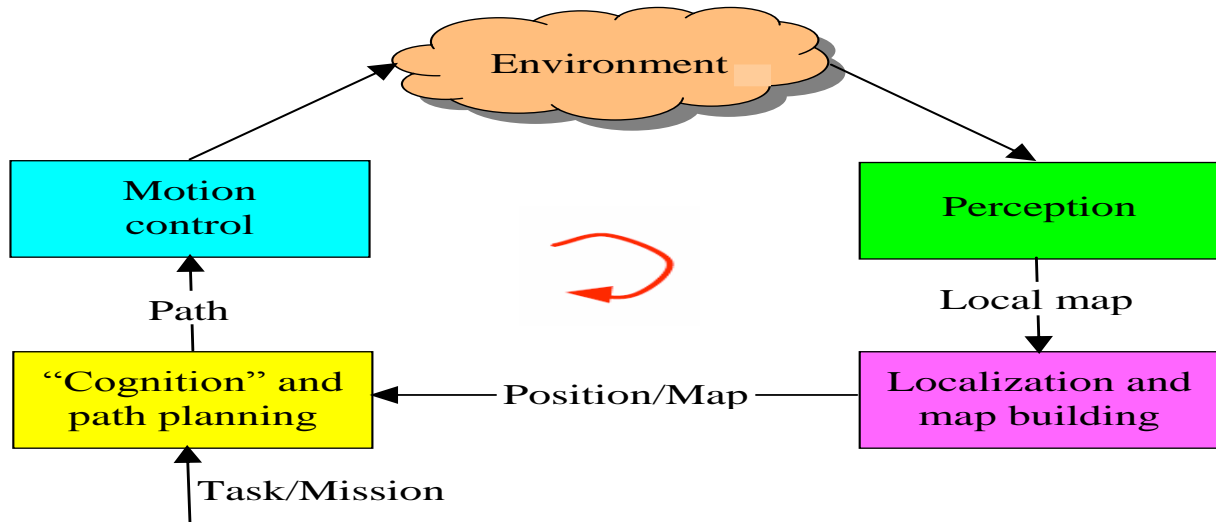 Environment
Motion
control
Perception
Path
Local map
“Cognition” and
path planning
Position/Map
Localization and
map building
Task/Mission